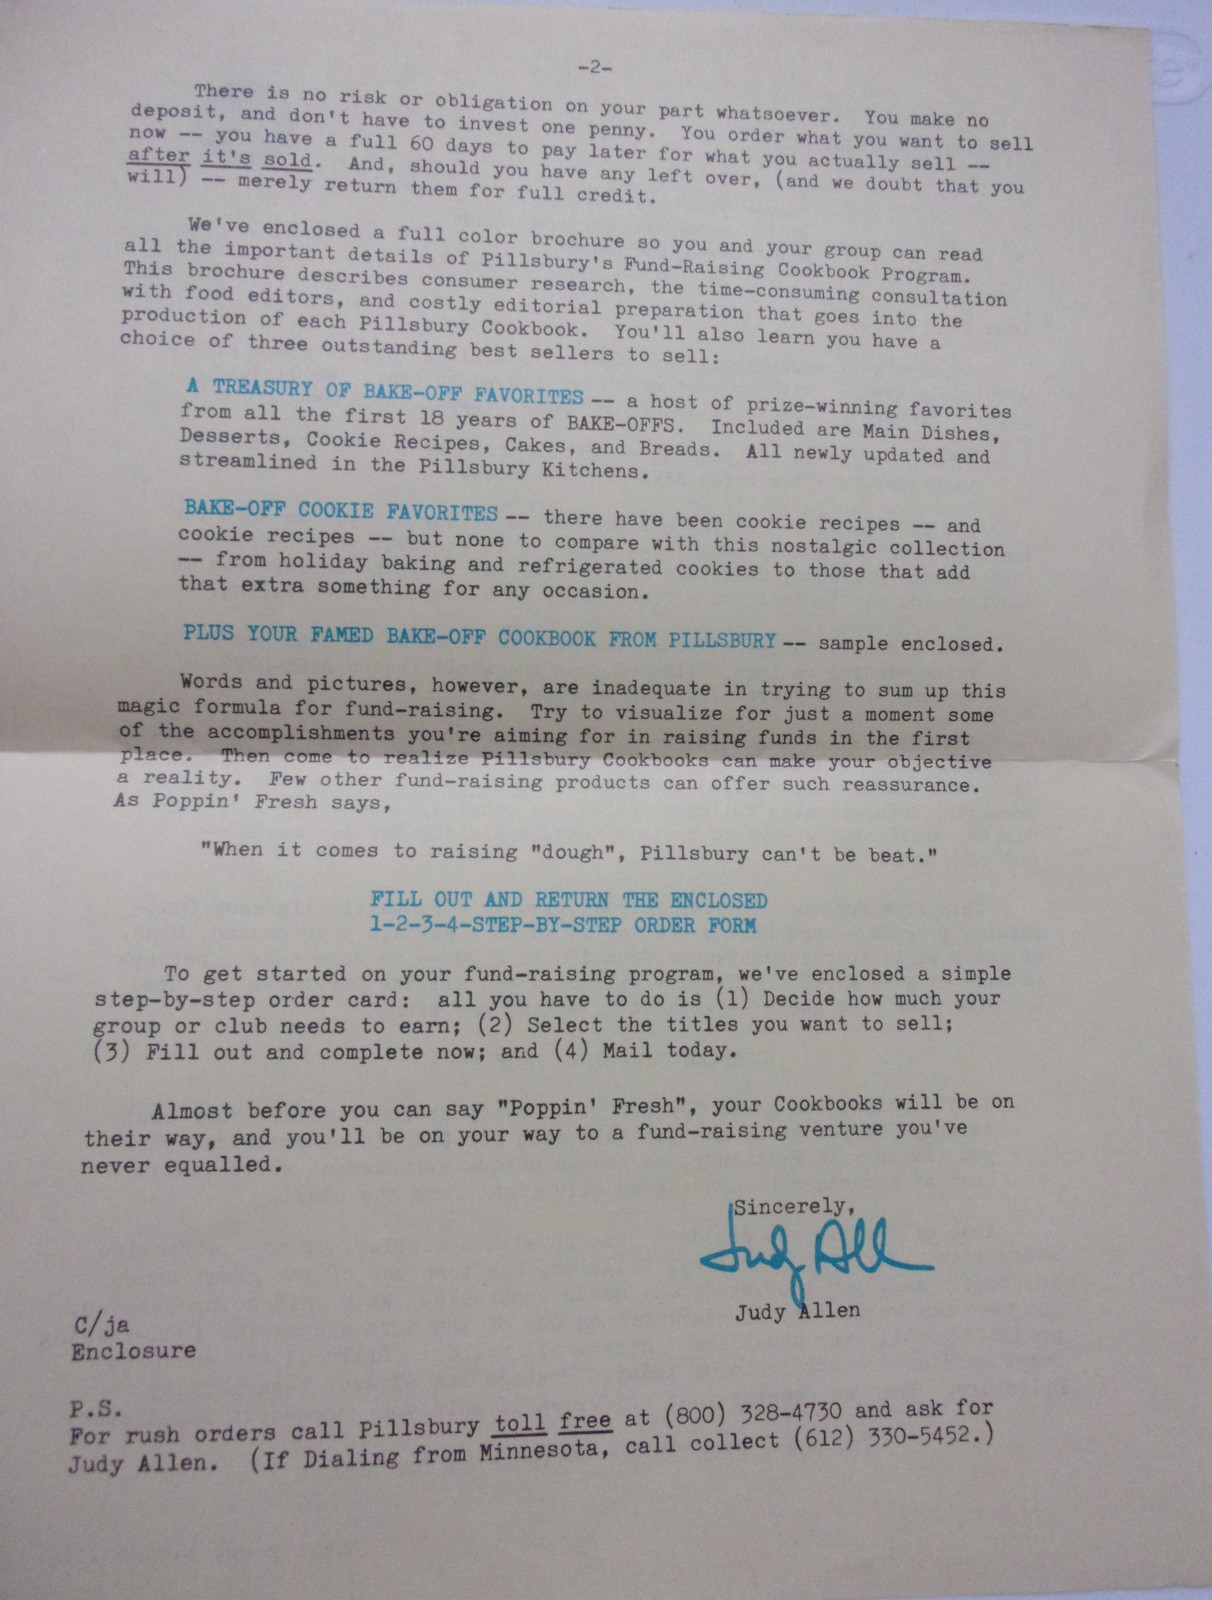 -2-
There is no risk or obligation on your part whatsoever. You make no
deposit, and don't have to invest one penny. You order what you want to sell
now -- you have a full 60 days to pay later for what you actually sell --
after it's sold. And, should you have any left over, (and we doubt that you
will) -- merely return them for full credit.
We've enclosed a full color brochure so you and your group can read
all the important details of Pillsbury's Fund-Raising Cookbook Program.
This brochure describes consumer research, the time-consuming consultation
with food editors, and costly editorial preparation that goes into the
production of each Pillsbury Cookbook. You'll also learn you have a
choice of three outstanding best sellers to sell:
A TREASURY OF BAKE-OFF FAVORITES -- a host of prize-winning favorites
from all the first 18 years of BAKE-OFFS. Included are Main Dishes,
Desserts, Cookie Recipes, Cakes, and Breads. All newly updated and
streamlined in the Pillsbury Kitchens.
BAKE-OFF COOKIE FAVORITES -- there have been cookie recipes -- and
cookie recipes -- but none to compare with this nostalgic collection
-- from holiday baking and refrigerated cookies to those that add
that extra something for any occasion.
PLUS YOUR FAMED BAKE-OFF COOKBOOK FROM PILLSBURY -- sample enclosed.
Words and pictures, however, are inadequate in trying to sum up this
magic formula for fund-raising. Try to visualize for just a moment some
of the accomplishments you're aiming for in raising funds in the first
place. Then come to realize Pillsbury Cookbooks can make your objective
a reality. Few other fund-raising products can offer such reassurance.
As Poppin' Fresh says,
"When it comes to raising "dough", Pillsbury can't be beat."
FILL OUT AND RETURN THE ENCLOSED
1-2-3-4-STEP-BY-STEP ORDER FORM
To get started on your fund-raising program, we've enclosed a simple
step-by-step order card: all you have to do is (1) Decide how much your
group or club needs to earn; (2) Select the titles you want to sell;
(3) Fill out and complete now; and (4) Mail today.
Almost before you can say "Poppin' Fresh", your Cookbooks will be on
their way, and you'll be on your way to a fund-raising venture you've
never equalled.
Sincerely,
Judy All
Judy Allen
C/ja
Enclosure
P.S.
For rush orders call Pillsbury toll free at (800) 328-4730 and ask for
Judy Allen. (If Dialing from Minnesota, call collect (612) 330-5452.)